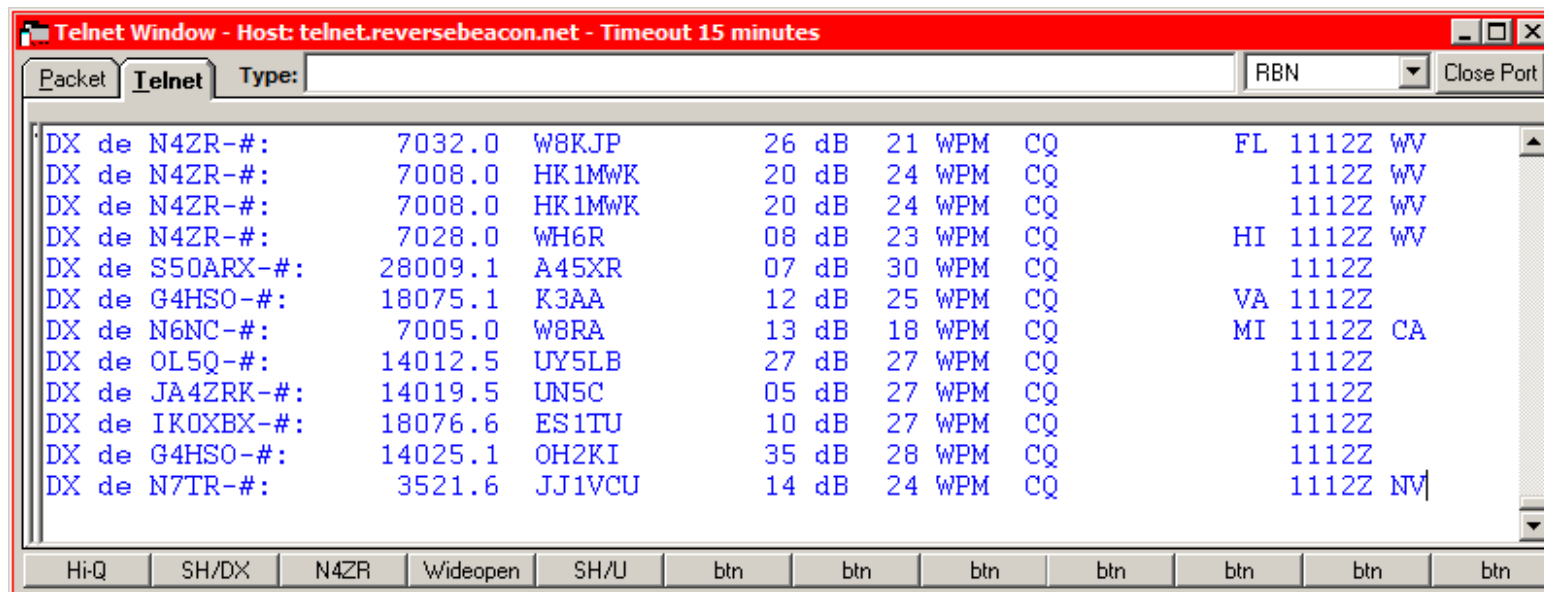 Telnet Window - Host: telnet.reversebeacon.net - Timeout 15 minutes
Packet Telnet Type: RBN Close Port
DX de N4ZR-#: 7032.0 W8KJP 26 dB 21 WPM CQ FL 1112Z WV
DX de N4ZR-#: 7008.0 HK1MWK 20 dB 24 WPM CQ 1112Z WV
DX de N4ZR-#: 7008.0 HK1MWK 20 dB 24 WPM CQ 1112Z WV
DX de N4ZR-#: 7028.0 WH6R 08 dB 23 WPM CQ HI 1112Z WV
DX de S50ARX-#: 28009.1 A45XR 07 dB 30 WPM CQ 1112Z
DX de G4HSO-#: 18075.1 K3AA 12 dB 25 WPM CQ VA 1112Z
DX de N6NC-#: 7005.0 W8RA 13 dB 18 WPM CQ MI 1112Z CA
DX de OL5Q-#: 14012.5 UY5LB 27 dB 27 WPM CQ 1112Z
DX de JA4ZRK-#: 14019.5 UN5C 05 dB 27 WPM CQ 1112Z
DX de IK0XBX-#: 18076.6 ES1TU 10 dB 27 WPM CQ 1112Z
DX de G4HSO-#: 14025.1 OH2KI 35 dB 28 WPM CQ 1112Z
DX de N7TR-#: 3521.6 JJ1VCU 14 dB 24 WPM CQ 1112Z NV
Hi-Q SH/DX N4ZR Wideopen SH/U btn btn btn btn btn btn btn